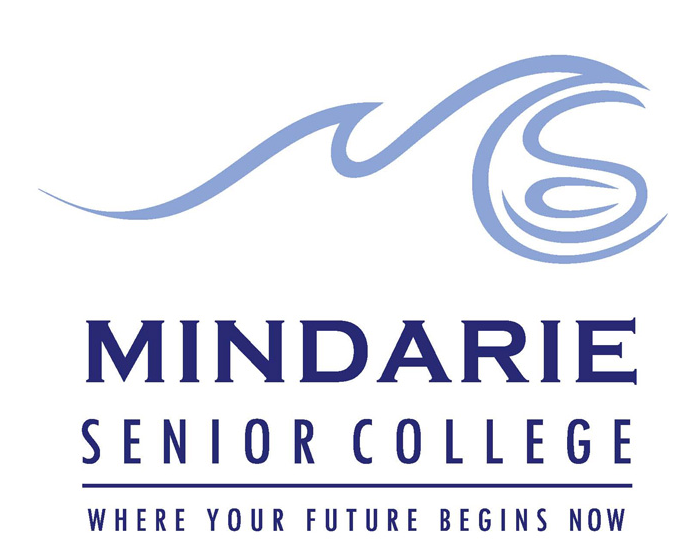 MINDARIE
SENIOR COLLEGE
WHERE YOUR FUTURE BEGINS NOW